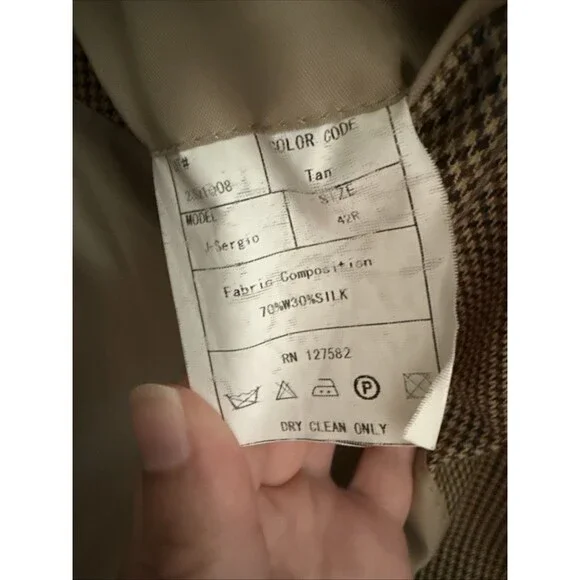 COLOR CODE
Tan
MODEL
SIZE
J-Sergio
42R
Fabric Composition
70%W30%SILK
RN 127582
P
DRY CLEAN ONLY